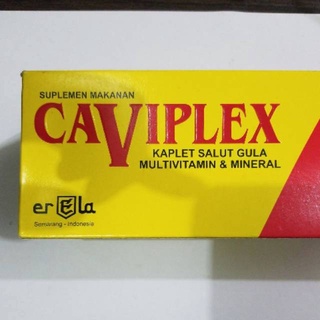 SUPLEMEN MAKANAN
CAVIPLEX
KAPLET SALUT GULA
MULTIVITAMIN & MINERAL
erela
Semarang - Indonesia